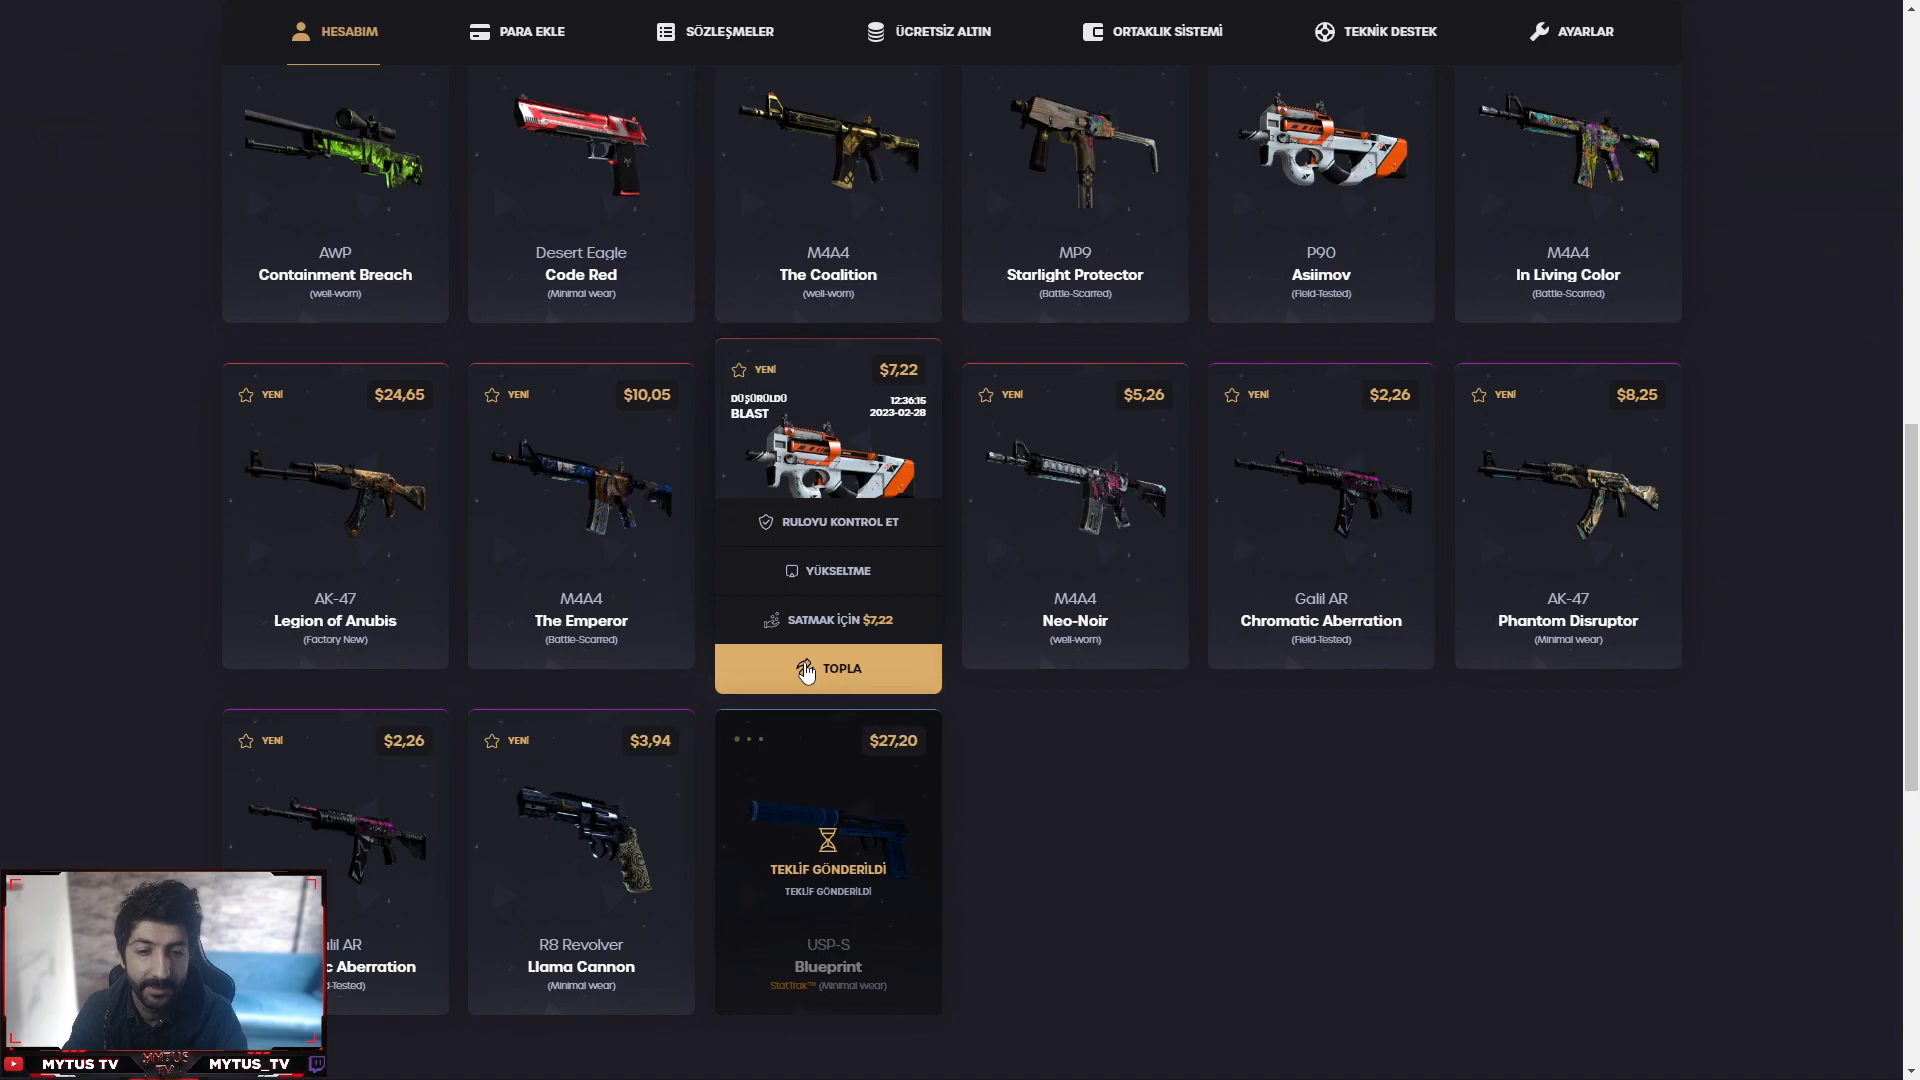 HESABIM
PARA EKLE
SÖZLEŞMELER
ÜCRETSİZ ALTIN
ORTAKLIK SİSTEMİ
TEKNİK DESTEK
AYARLAR
AWP
Containment Breach
(Well-worn)
Desert Eagle
Code Red
(Minimal wear)
M4A4
The Coalition
(Well-worn)
MP9
Starlight Protector
(Battle-Scarred)
P90
Asiimov
(Field-Tested)
M4A4
In Living Color
(Battle-Scarred)
YENİ
$24,65
AK-47
Legion of Anubis
(Factory New)
YENİ
$10,05
M4A4
The Emperor
(Battle-Scarred)
YENİ
$7,22
DÜŞÜRÜLDÜ
BLAST
12:36:15
2023-02-28
RULOYU KONTROL ET
YÜKSELTME
SATMAK İÇİN $7,22
TOPLA
YENİ
$5,26
M4A4
Neo-Noir
(Well-worn)
YENİ
$2,26
Galil AR
Chromatic Aberration
(Field-Tested)
YENİ
$8,25
AK-47
Phantom Disruptor
(Minimal wear)
YENİ
$2,26
lil AR
c Aberration
-Tested)
YENİ
$3,94
R8 Revolver
Llama Cannon
(Minimal wear)
$27,20
TEKLİF GÖNDERİLDİ
TEKLİF GÖNDERİLDİ
USP-S
Blueprint
StatTrak™ (Minimal wear)
MYTUS TV
MYTUS TV
MYTUS_TV